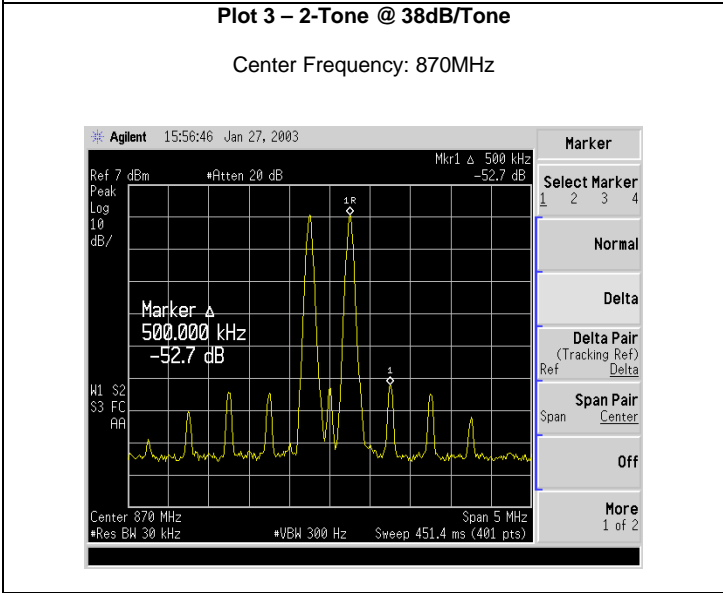 Plot 3 – 2-Tone @ 38dB/Tone
Center Frequency: 870MHz
Agilent 15:56:46 Jan 27, 2003
Mkr1 Δ 500 kHz
Ref 7 dBm #Atten 20 dB -52.7 dB
Peak
Log
10
dB/
1R
Marker Δ
500.000 kHz
-52.7 dB
1
W1 S2
S3 FC
AA
Center 870 MHz Span 5 MHz
#Res BW 30 kHz #VBW 300 Hz Sweep 451.4 ms (401 pts)
Marker
Select Marker
1 2 3 4
Normal
Delta
Delta Pair
(Tracking Ref)
Ref Delta
Span Pair
Span Center
Off
More
1 of 2